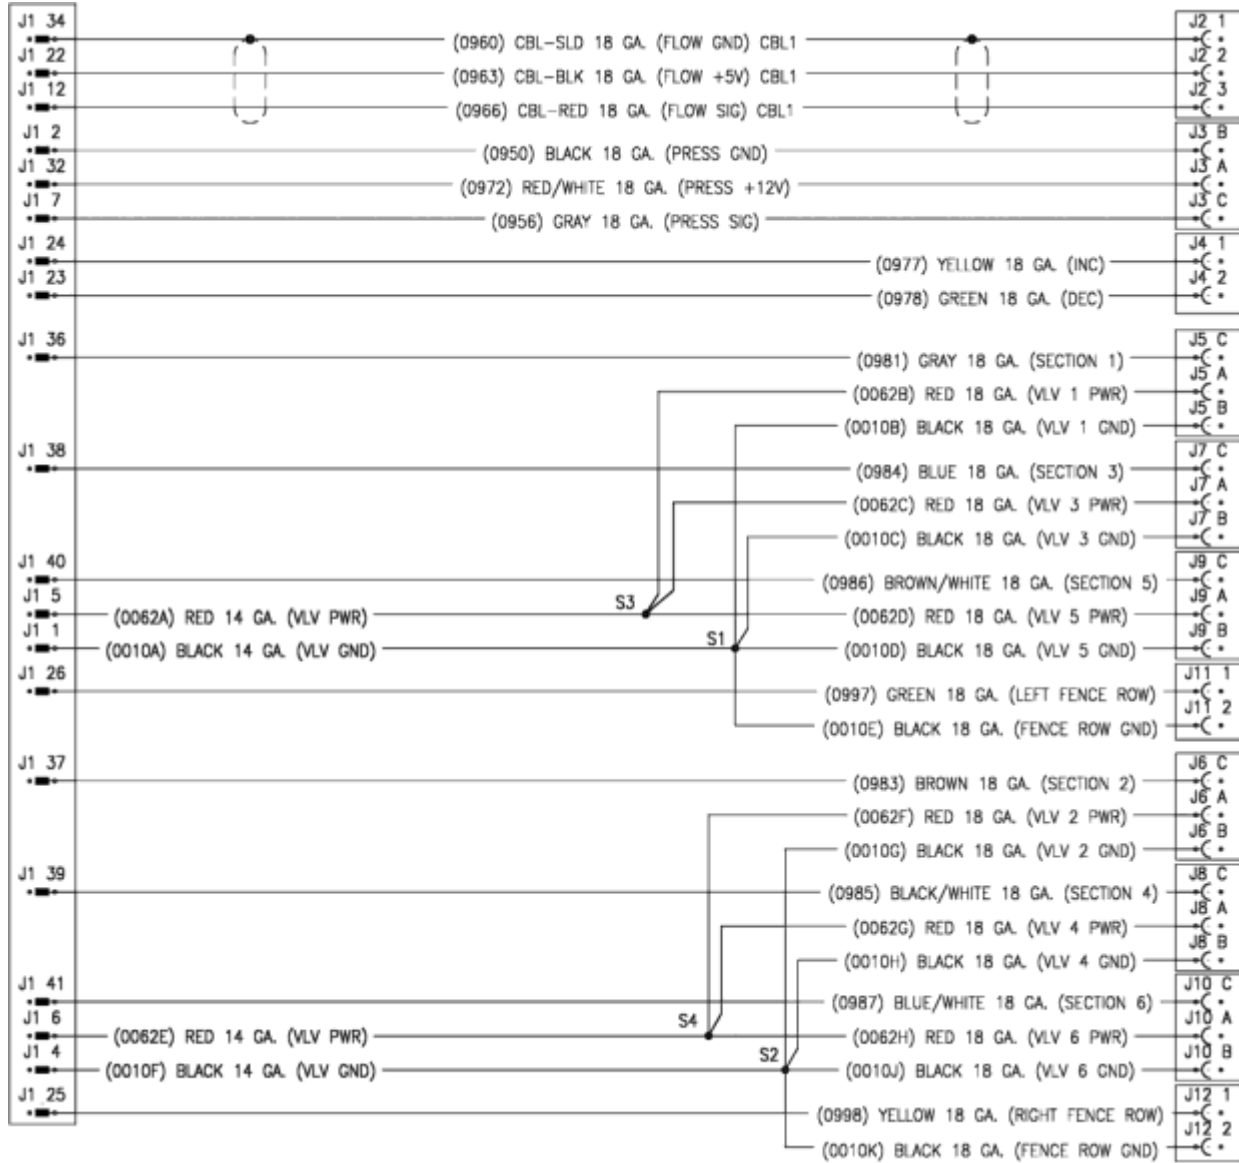 J1 34 J2 1
(0960) CBL-SLD 18 GA. (FLOW GND) CBL1
J1 22 J2 2
(0963) CBL-BLK 18 GA. (FLOW +5V) CBL1
J1 12 J2 3
(0966) CBL-RED 18 GA. (FLOW SIG) CBL1
J1 2 J3 B
(0950) BLACK 18 GA. (PRESS GND)
J1 32 J3 A
(0972) RED/WHITE 18 GA. (PRESS +12V)
J1 7 J3 C
(0956) GRAY 18 GA. (PRESS SIG)
J1 24 J4 1
(0977) YELLOW 18 GA. (INC)
J1 23 J4 2
(0978) GREEN 18 GA. (DEC)
J1 36 J5 C
(0981) GRAY 18 GA. (SECTION 1)
J5 A
(0062B) RED 18 GA. (VLV 1 PWR)
J5 B
(0010B) BLACK 18 GA. (VLV 1 GND)
J1 38 J7 C
(0984) BLUE 18 GA. (SECTION 3)
J7 A
(0062C) RED 18 GA. (VLV 3 PWR)
J7 B
(0010C) BLACK 18 GA. (VLV 3 GND)
J1 40 J9 C
(0986) BROWN/WHITE 18 GA. (SECTION 5)
J1 5 S3 J9 A
(0062A) RED 14 GA. (VLV PWR) (0062D) RED 18 GA. (VLV 5 PWR)
J1 1 S1 J9 B
(0010A) BLACK 14 GA. (VLV GND) (0010D) BLACK 18 GA. (VLV 5 GND)
J1 26 J11 1
(0997) GREEN 18 GA. (LEFT FENCE ROW)
J11 2
(0010E) BLACK 18 GA. (FENCE ROW GND)
J1 37 J6 C
(0983) BROWN 18 GA. (SECTION 2)
J6 A
(0062F) RED 18 GA. (VLV 2 PWR)
J6 B
(0010G) BLACK 18 GA. (VLV 2 GND)
J1 39 J8 C
(0985) BLACK/WHITE 18 GA. (SECTION 4)
J8 A
(0062G) RED 18 GA. (VLV 4 PWR)
J8 B
(0010H) BLACK 18 GA. (VLV 4 GND)
J1 41 J10 C
(0987) BLUE/WHITE 18 GA. (SECTION 6)
J1 6 S4 J10 A
(0062E) RED 14 GA. (VLV PWR) (0062H) RED 18 GA. (VLV 6 PWR)
J1 4 S2 J10 B
(0010F) BLACK 14 GA. (VLV GND) (0010J) BLACK 18 GA. (VLV 6 GND)
J1 25 J12 1
(0998) YELLOW 18 GA. (RIGHT FENCE ROW)
J12 2
(0010K) BLACK 18 GA. (FENCE ROW GND)